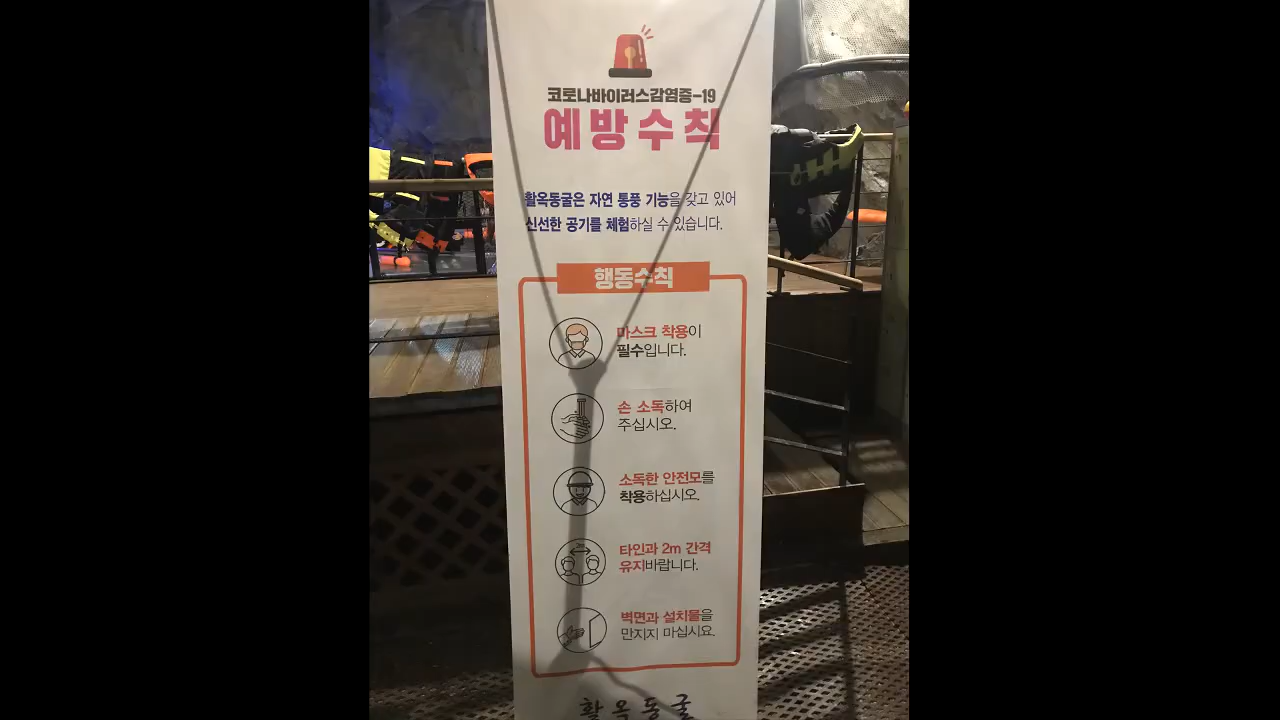 코로나바이러스감염증-19
예방수칙
활옥동굴은 자연 통풍 기능을 갖고 있어
신선한 공기를 체험하실 수 있습니다.
행동수칙
마스크 착용이
필수입니다.
손 소독하여
주십시오.
소독한 안전모를
착용하십시오.
타인과 2m 간격
유지바랍니다.
벽면과 설치물을
만지지 마십시요.
활옥동굴